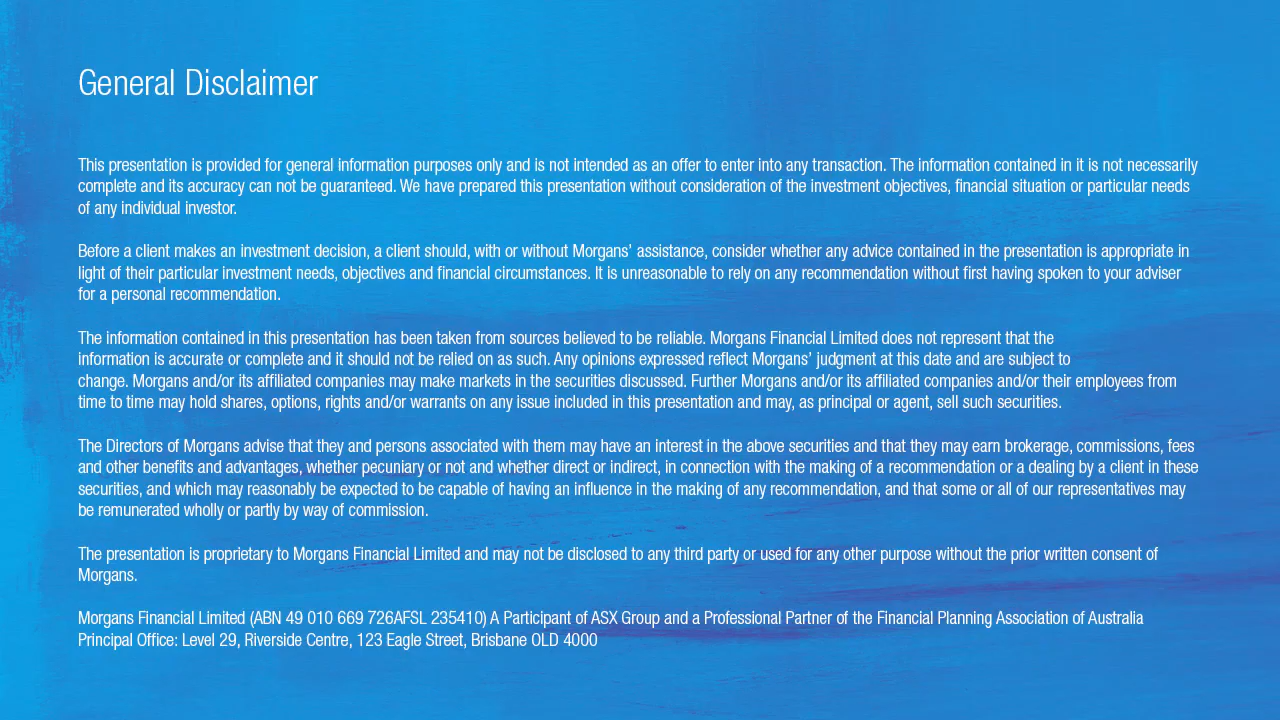 General Disclaimer
This presentation is provided for general information purposes only and is not intended as an offer to enter into any transaction. The information contained in it is not necessarily
complete and its accuracy can not be guaranteed. We have prepared this presentation without consideration of the investment objectives, financial situation or particular needs
of any individual investor.
Before a client makes an investment decision, a client should, with or without Morgans' assistance, consider whether any advice contained in the presentation is appropriate in
light of their particular investment needs, objectives and financial circumstances. It is unreasonable to rely on any recommendation without first having spoken to your adviser
for a personal recommendation.
The information contained in this presentation has been taken from sources believed to be reliable. Morgans Financial Limited does not represent that the
information is accurate or complete and it should not be relied on as such. Any opinions expressed reflect Morgans' judgment at this date and are subject to
change. Morgans and/or its affiliated companies may make markets in the securities discussed. Further Morgans and/or its affiliated companies and/or their employees from
time to time may hold shares, options, rights and/or warrants on any issue included in this presentation and may, as principal or agent, sell such securities.
The Directors of Morgans advise that they and persons associated with them may have an interest in the above securities and that they may earn brokerage, commissions, fees
and other benefits and advantages, whether pecuniary or not and whether direct or indirect, in connection with the making of a recommendation or a dealing by a client in these
securities, and which may reasonably be expected to be capable of having an influence in the making of any recommendation, and that some or all of our representatives may
be remunerated wholly or partly by way of commission.
The presentation is proprietary to Morgans Financial Limited and may not be disclosed to any third party or used for any other purpose without the prior written consent of
Morgans.
Morgans Financial Limited (ABN 49 010 669 726AFSL 235410) A Participant of ASX Group and a Professional Partner of the Financial Planning Association of Australia
Principal Office: Level 29, Riverside Centre, 123 Eagle Street, Brisbane OLD 4000